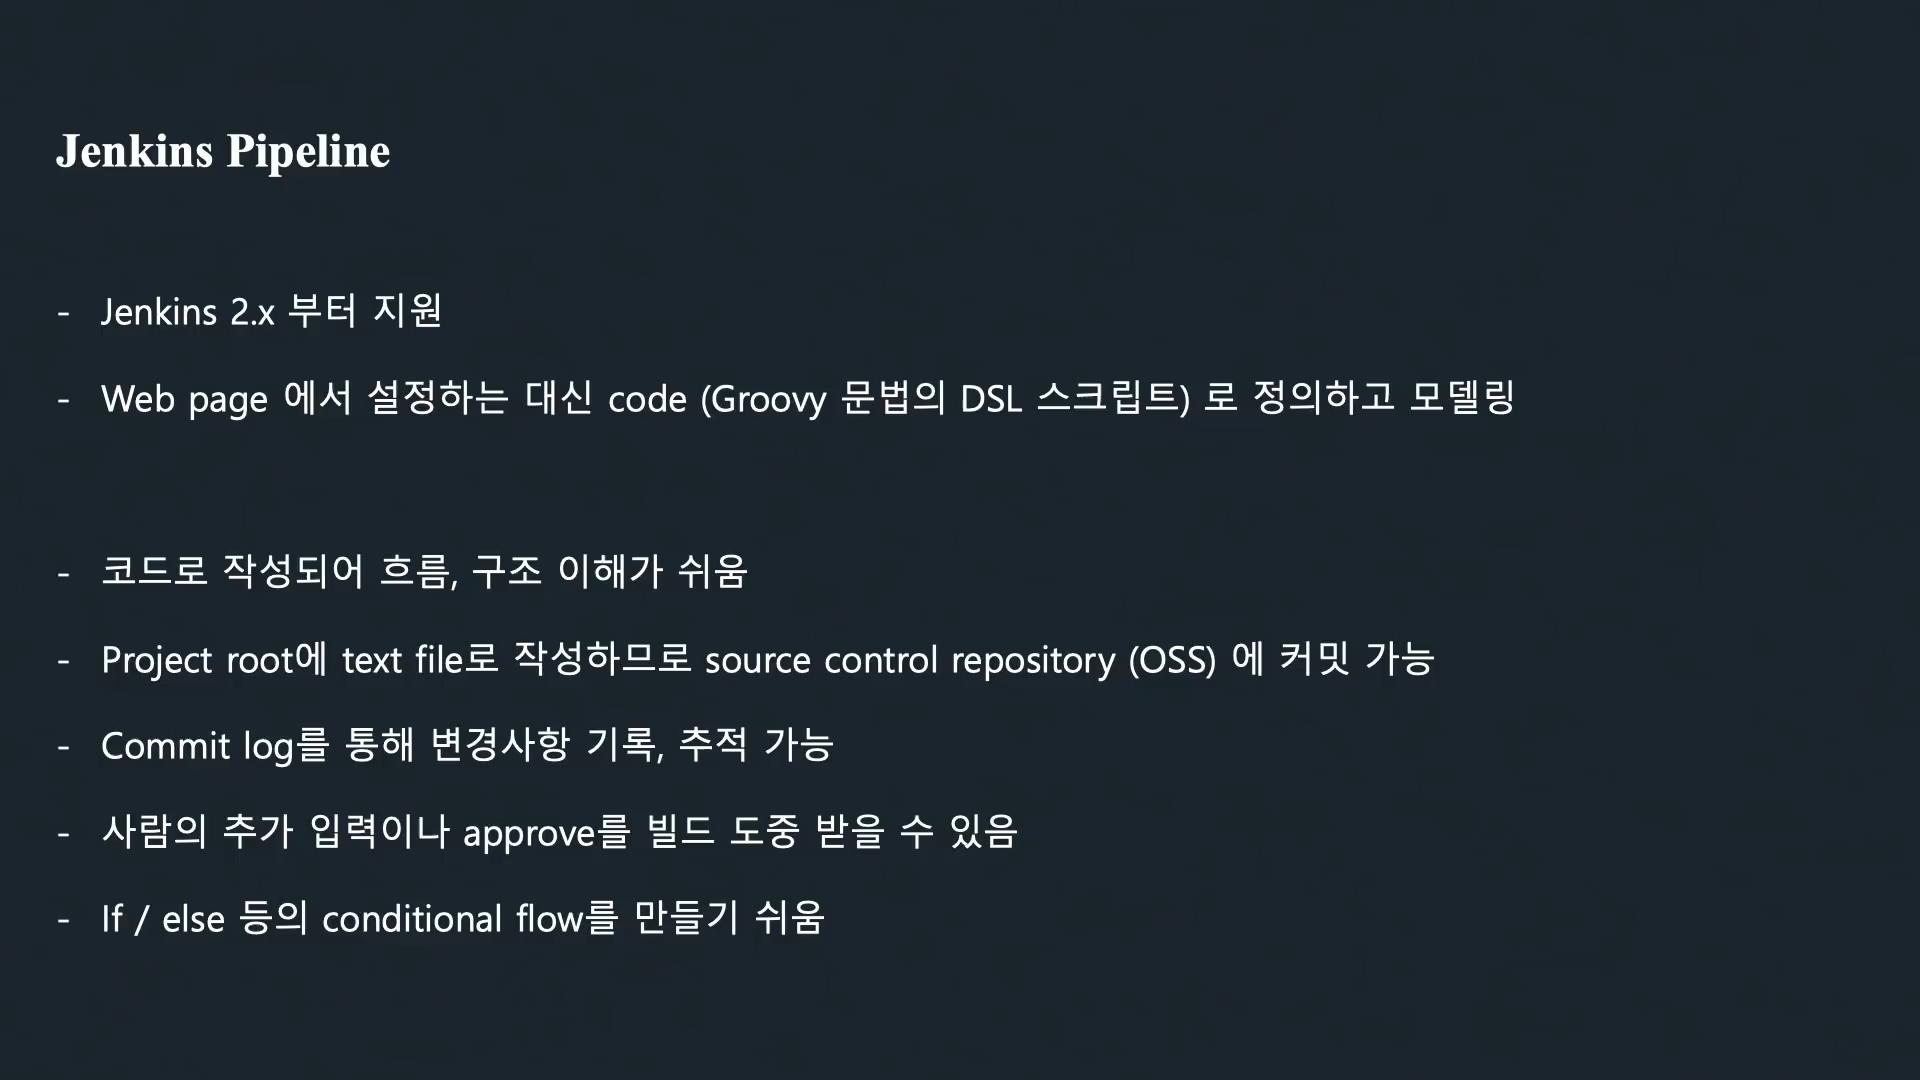 Jenkins Pipeline
- Jenkins 2.x 부터 지원
- Web page 에서 설정하는 대신 code (Groovy 문법의 DSL 스크립트) 로 정의하고 모델링
- 코드로 작성되어 흐름, 구조 이해가 쉬움
- Project root에 text file로 작성하므로 source control repository (OSS) 에 커밋 가능
- Commit log를 통해 변경사항 기록, 추적 가능
- 사람의 추가 입력이나 approve를 빌드 도중 받을 수 있음
- If / else 등의 conditional flow를 만들기 쉬움